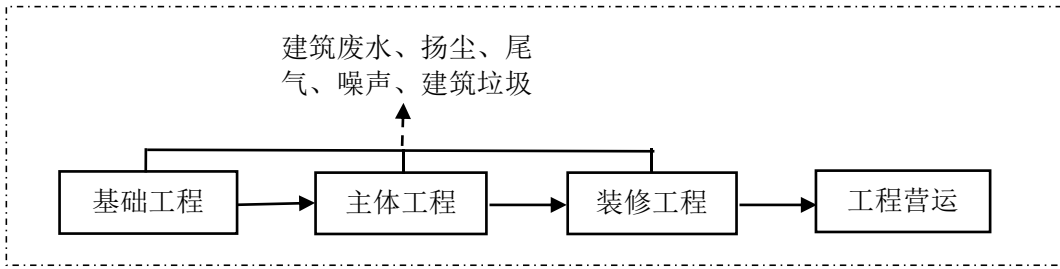 建筑废水、扬尘、尾
气、噪声、建筑垃圾
基础工程
主体工程
装修工程
工程营运